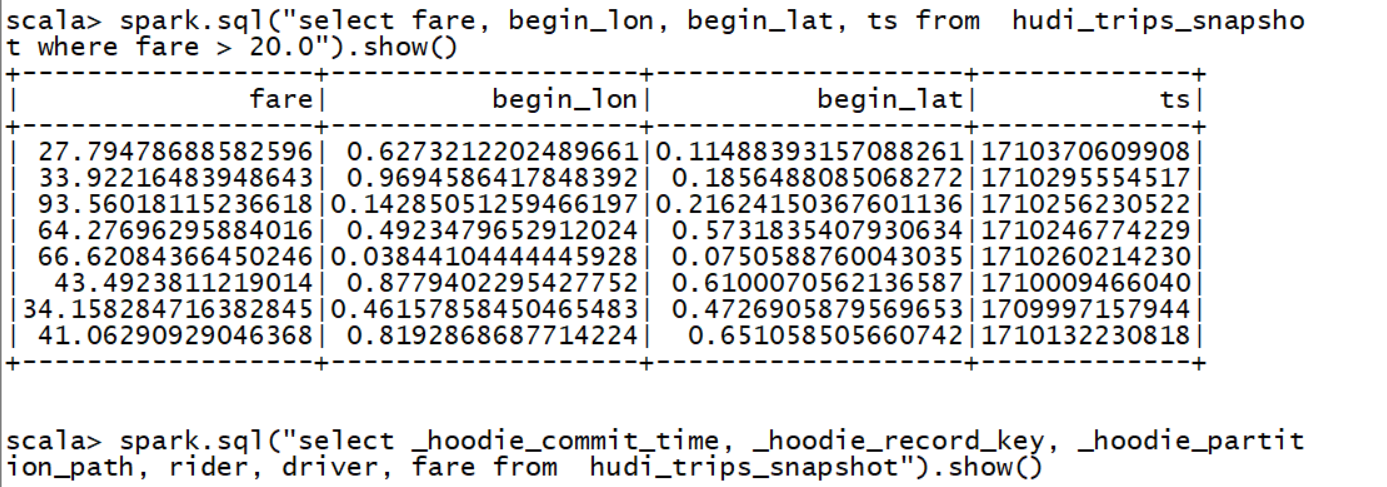 scala> spark.sql("select fare, begin_lon, begin_lat, ts from  hudi_trips_snapsho
t where fare > 20.0").show()
+------------------+-------------------+-------------------+-------------+
|              fare|          begin_lon|          begin_lat|           ts|
+------------------+-------------------+-------------------+-------------+
| 27.79478688582596| 0.6273212202489661|0.11488393157088261|1710370609908|
| 33.92216483948643| 0.9694586417848392| 0.1856488085068272|1710295554517|
| 93.56018115236618|0.14285051259466197|0.21624150367601136|1710256230522|
| 64.27696295884016| 0.4923479652912024| 0.5731835407930634|1710246774229|
| 66.62084366450246|0.03844104444445928| 0.0750588760043035|1710260214230|
|  43.4923811219014| 0.8779402295427752| 0.6100070562136587|1710009466040|
|34.158284716382845|0.46157858450465483| 0.4726905879569653|1709997157944|
| 41.06290929046368| 0.8192868687714224|  0.651058505660742|1710132230818|
+------------------+-------------------+-------------------+-------------+
scala> spark.sql("select _hoodie_commit_time, _hoodie_record_key, _hoodie_partit
ion_path, rider, driver, fare from  hudi_trips_snapshot").show()